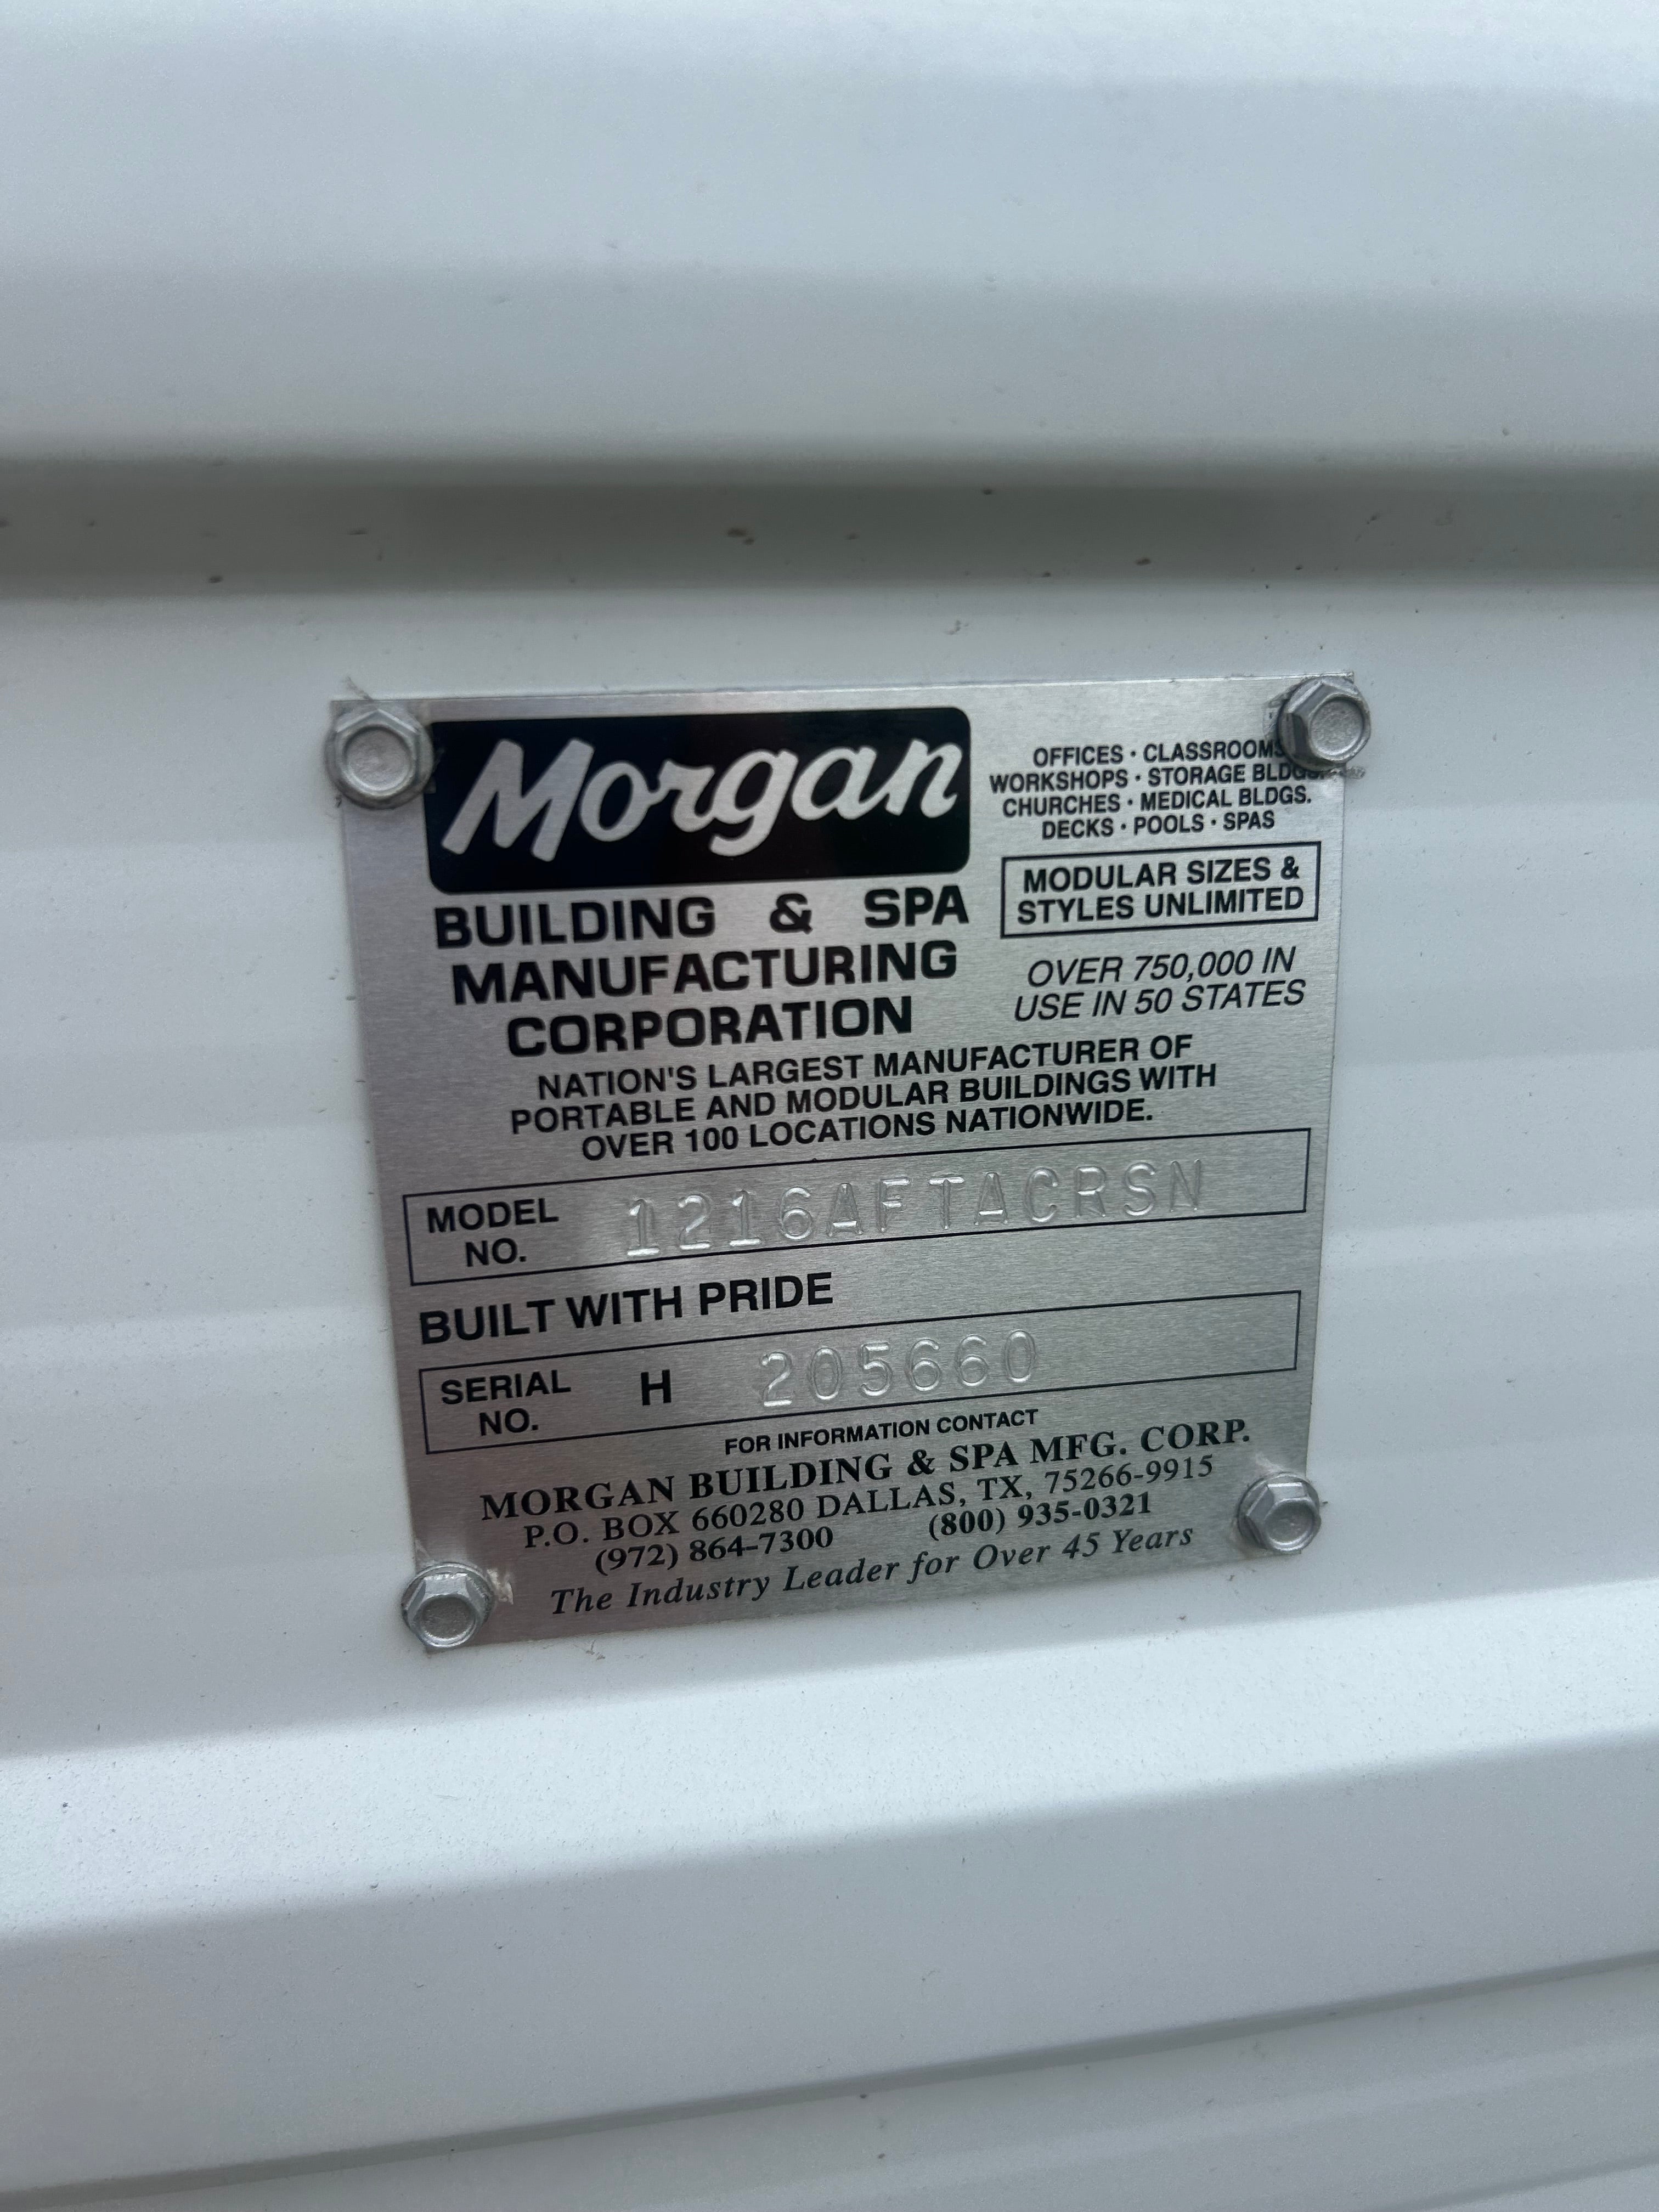 Morgan
BUILDING & SPA
MANUFACTURING
CORPORATION
OFFICES · CLASSROOMS
WORKSHOPS · STORAGE BLDGS.
CHURCHES · MEDICAL BLDGS.
DECKS · POOLS · SPAS
MODULAR SIZES &
STYLES UNLIMITED
OVER 750,000 IN
USE IN 50 STATES
NATION'S LARGEST MANUFACTURER OF
PORTABLE AND MODULAR BUILDINGS WITH
OVER 100 LOCATIONS NATIONWIDE.
MODEL NO. 1216AFTACRSN
BUILT WITH PRIDE
SERIAL NO. H 205660
FOR INFORMATION CONTACT
MORGAN BUILDING & SPA MFG. CORP.
P.O. BOX 660280 DALLAS, TX, 75266-9915
(972) 864-7300 (800) 935-0321
The Industry Leader for Over 45 Years